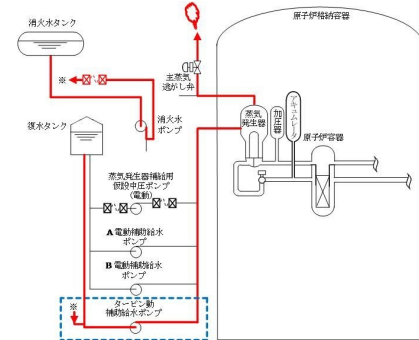 消火水タンク
原子炉格納容器
主蒸気
逃がし弁
※
復水タンク
消火水
ポンプ
蒸気
発生器
加圧器
アキュムレータ
原子炉容器
蒸気発生器補給用
仮設中圧ポンプ
(電動)
A電動補助給水
ポンプ
B電動補助給水
ポンプ
※
タービン動
補助給水ポンプ